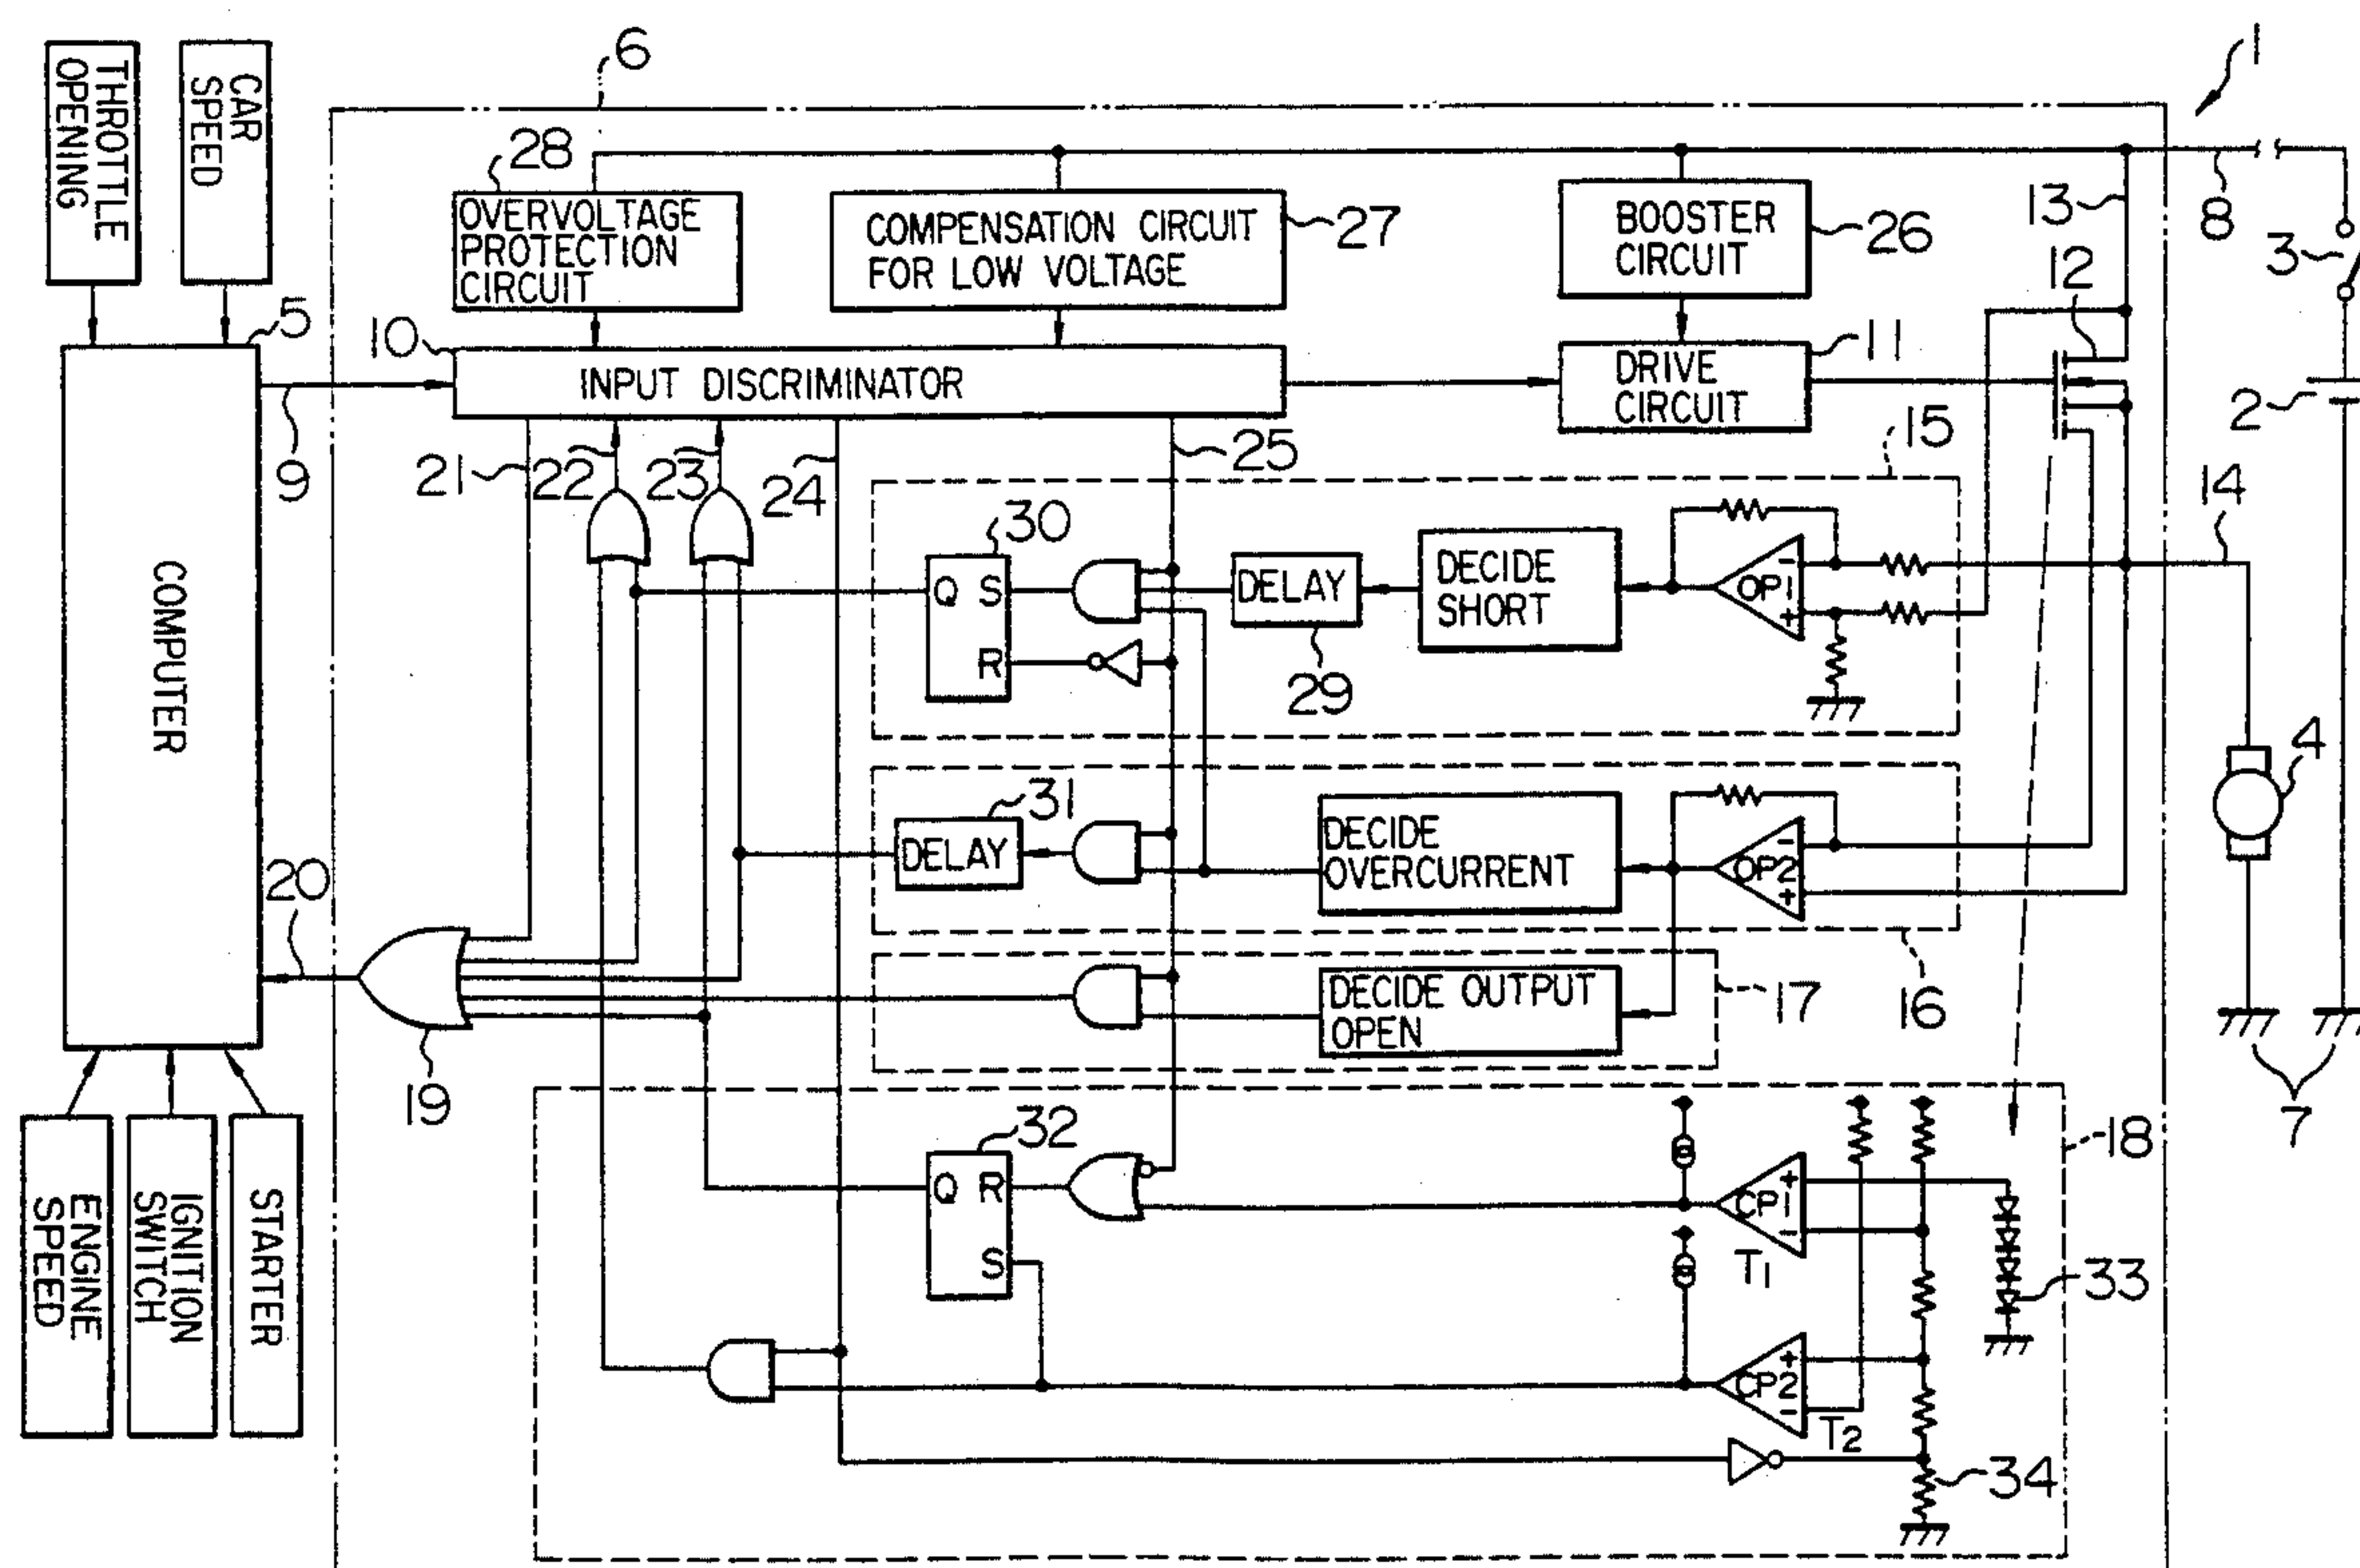 1
6
THROTTLE
OPENING
CAR
SPEED
28
OVERVOLTAGE
PROTECTION
CIRCUIT
COMPENSATION CIRCUIT
FOR LOW VOLTAGE
27
BOOSTER
CIRCUIT
26
13
8
3
12
5
10
INPUT DISCRIMINATOR
DRIVE
CIRCUIT
11
2
9
21
22
23
24
25
15
14
COMPUTER
30
Q S
R
DELAY
29
DECIDE
SHORT
OP1
-
+
4
31
DELAY
DECIDE
OVERCURRENT
OP2
-
+
20
19
DECIDE OUTPUT
OPEN
17
16
7
18
32
Q R
S
CP1
+
-
T1
33
CP2
+
-
T2
34
ENGINE
SPEED
IGNITION
SWITCH
STARTER